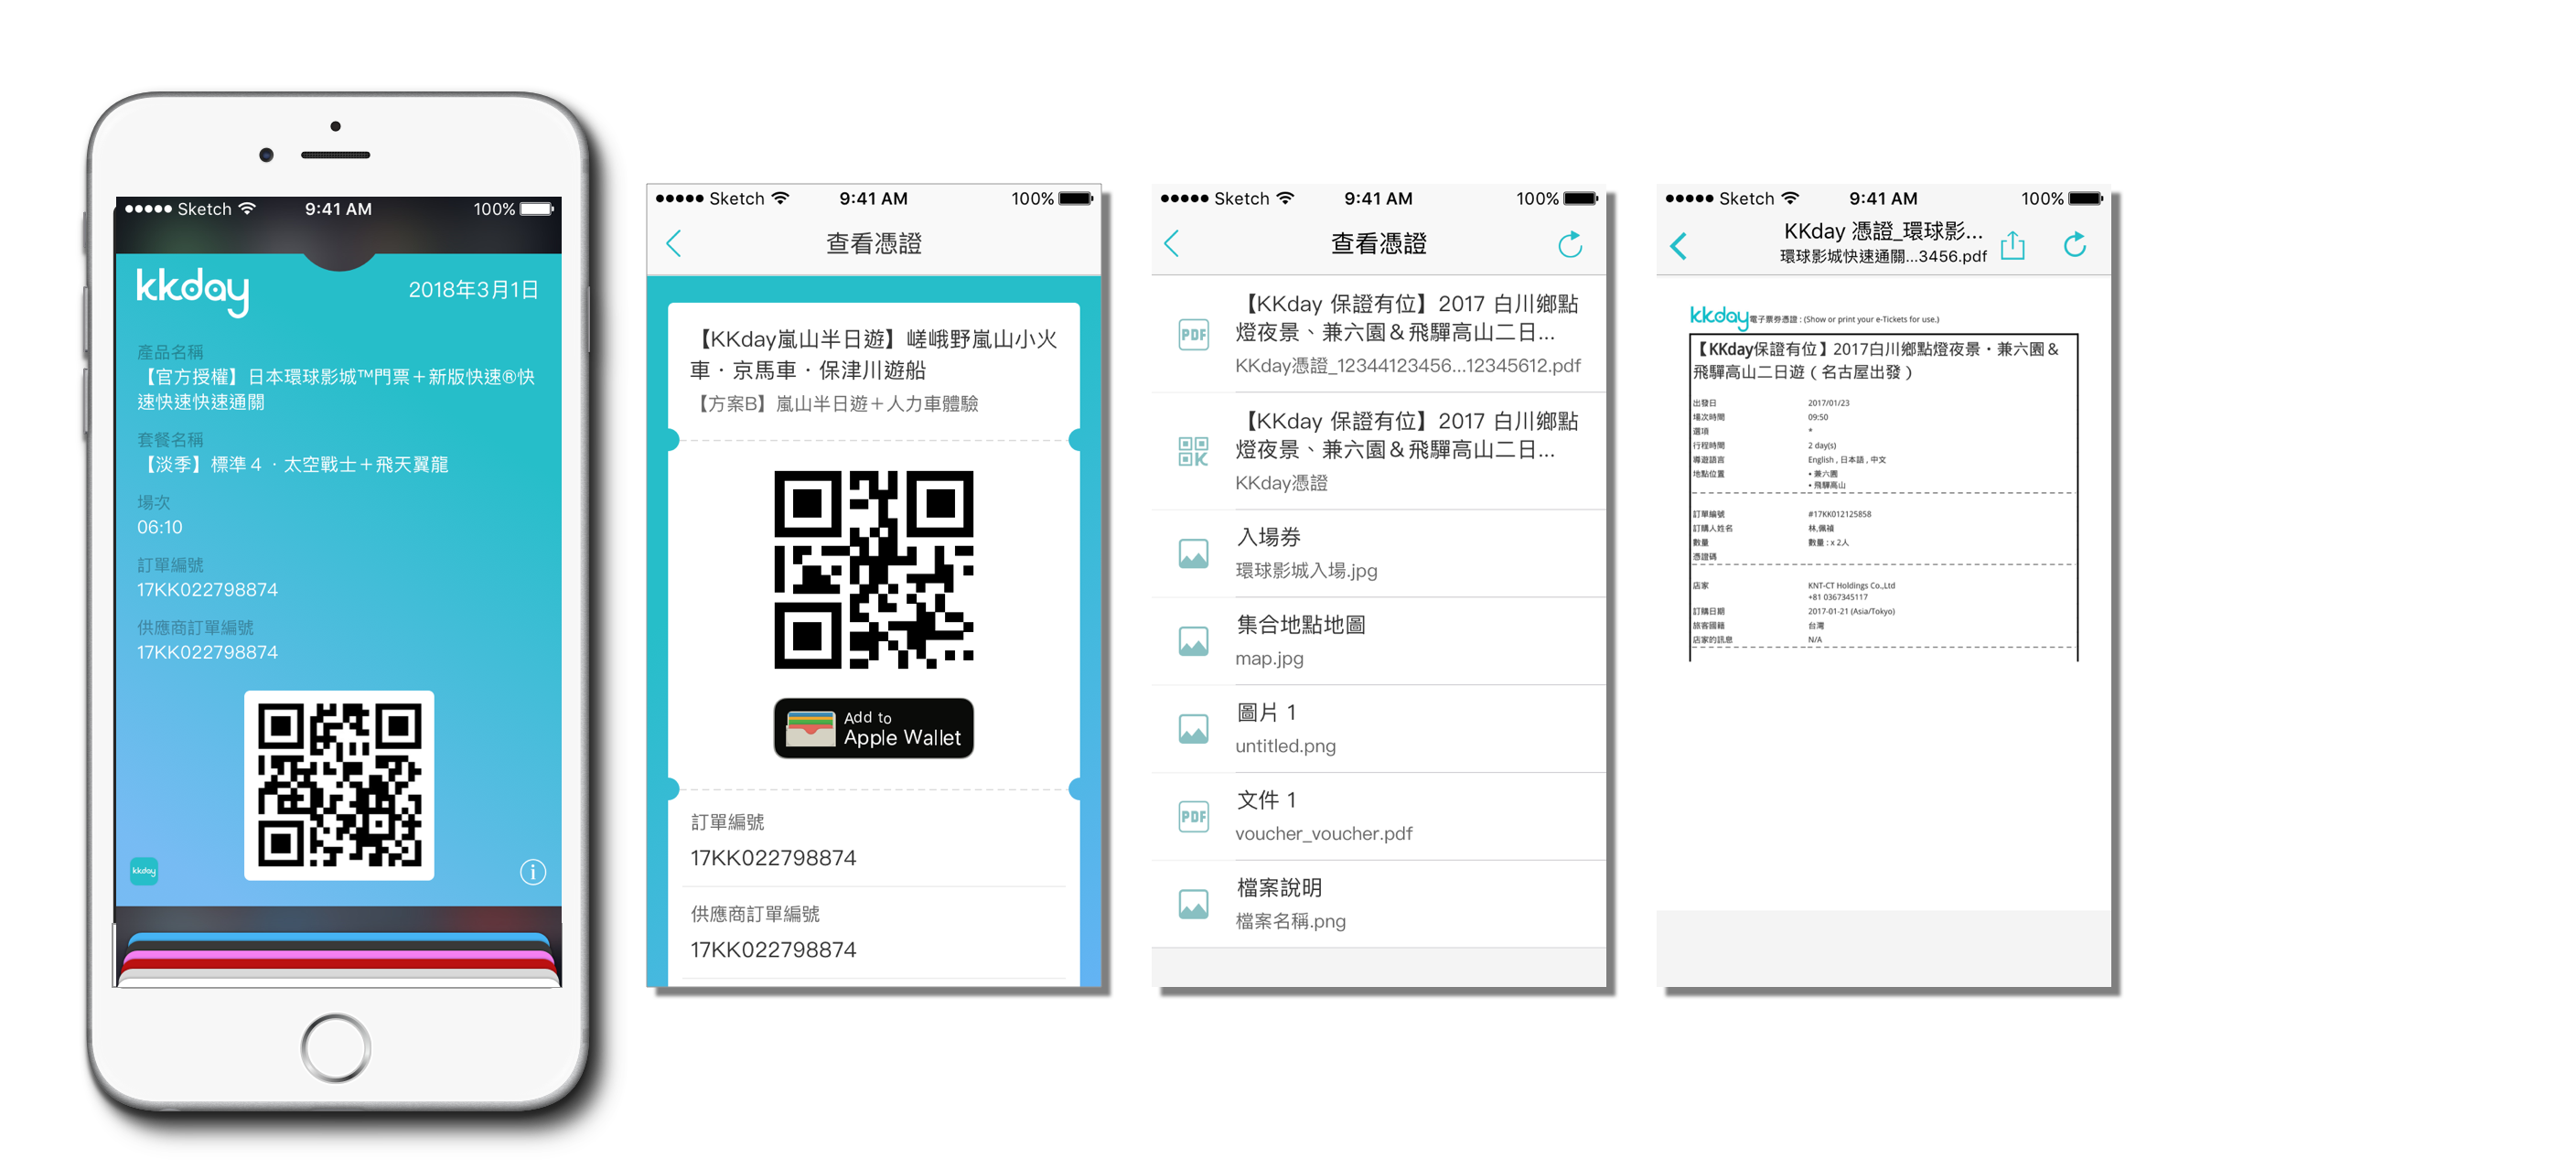 Sketch 9:41 AM 100%
kkday 2018年3月1日
產品名稱
【官方授權】日本環球影城™門票＋新版快速®快
速快速快速通關
套餐名稱
【淡季】標準 4 · 太空戰士＋飛天翼龍
場次
06:10
訂單編號
17KK022798874
供應商訂單編號
17KK022798874
kkday
Sketch 9:41 AM 100%
查看憑證
【KKday嵐山半日遊】嵯峨野嵐山小火
車・京馬車・保津川遊船
【方案B】嵐山半日遊＋人力車體驗
Add to
Apple Wallet
訂單編號
17KK022798874
供應商訂單編號
17KK022798874
Sketch 9:41 AM 100%
查看憑證
【KKday 保證有位】2017 白川鄉點
燈夜景、兼六園＆飛驒高山二日...
KKday憑證_12344123456...12345612.pdf
【KKday 保證有位】2017 白川鄉點
燈夜景、兼六園＆飛驒高山二日...
KKday憑證
入場券
環球影城入場.jpg
集合地點地圖
map.jpg
圖片 1
untitled.png
文件 1
voucher_voucher.pdf
檔案說明
檔案名稱.png
Sketch 9:41 AM 100%
KKday 憑證_環球影...
環球影城快速通關...3456.pdf
kkday電子票券憑證 : (Show or print your e-Tickets for use.)
【KKday保證有位】2017白川鄉點燈夜景・兼六園＆
飛驒高山二日遊（名古屋出發）
出發日 2017/01/23
場次時間 09:50
選項 *
行程時間 2 day(s)
導遊語言 English , 日本語 , 中文
地點位置 • 兼六園
• 飛驒高山
訂單編號 #17KK012125858
訂購人姓名 林,佩禎
數量 數量 : x 2人
憑證碼
店家 KNT-CT Holdings Co.,Ltd
+81 0367345117
訂購日期 2017-01-21 (Asia/Tokyo)
旅客國籍 台灣
店家的訊息 N/A